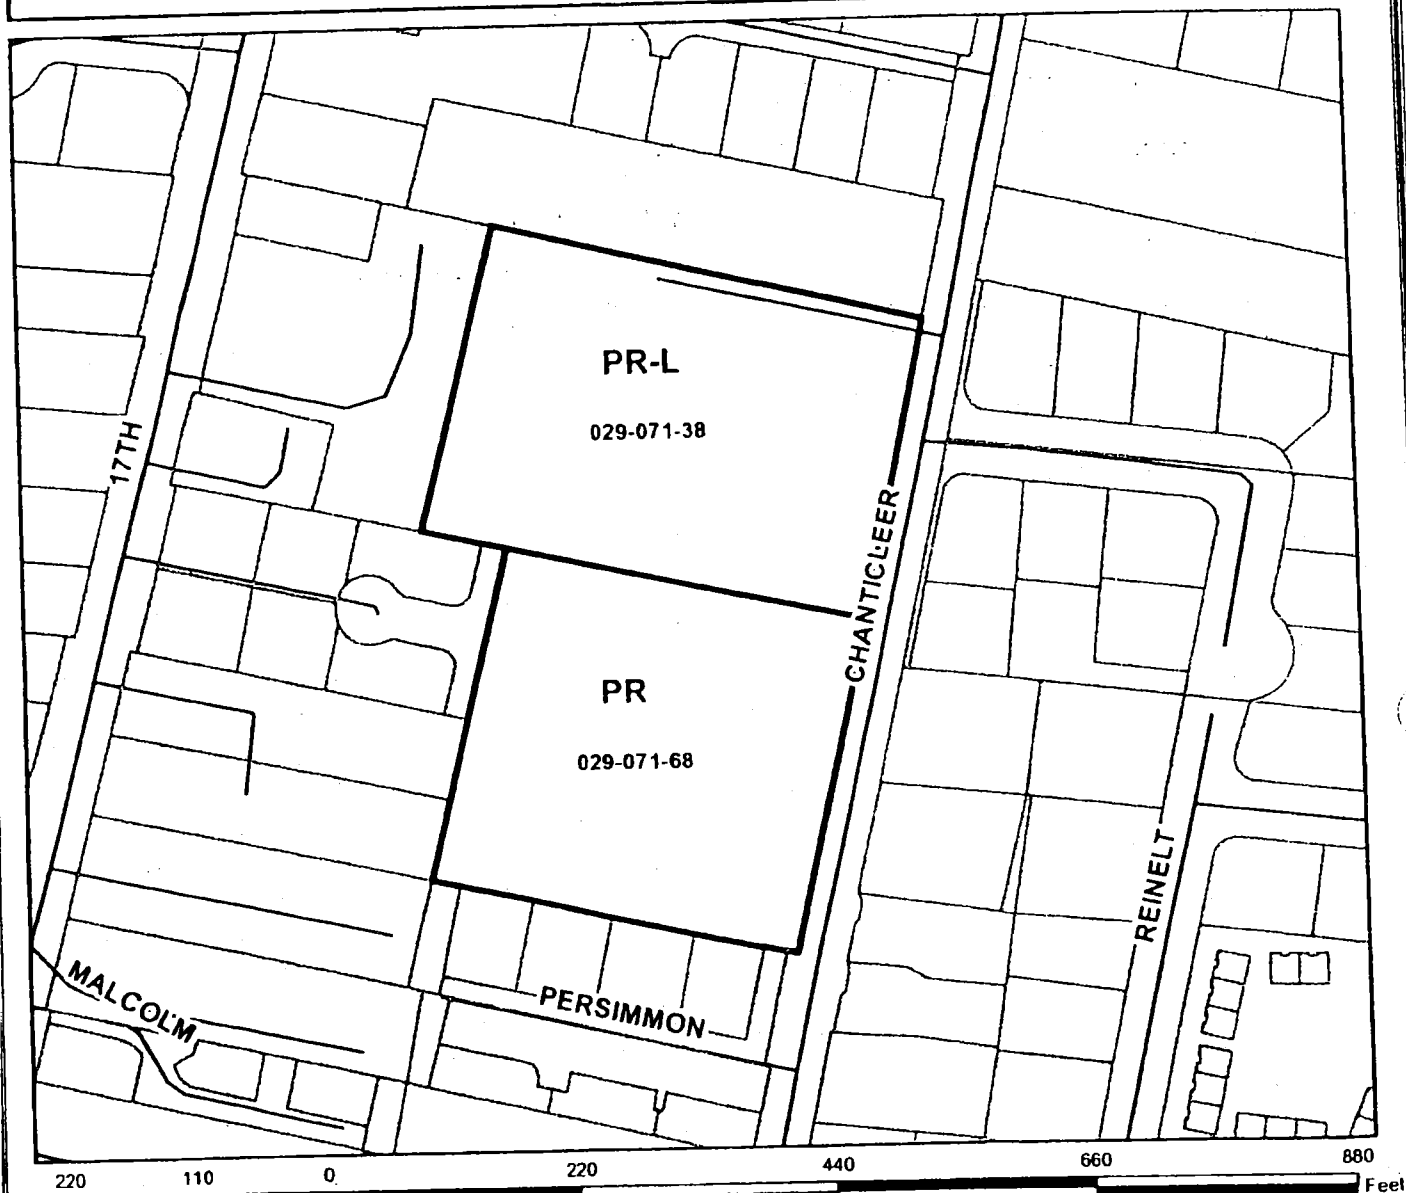 PR-L
029-071-38
17TH
CHANTICLEER
PR
029-071-68
REINELT
MALCOLM
PERSIMMON
220 110 0 220 440 660 880
Feet